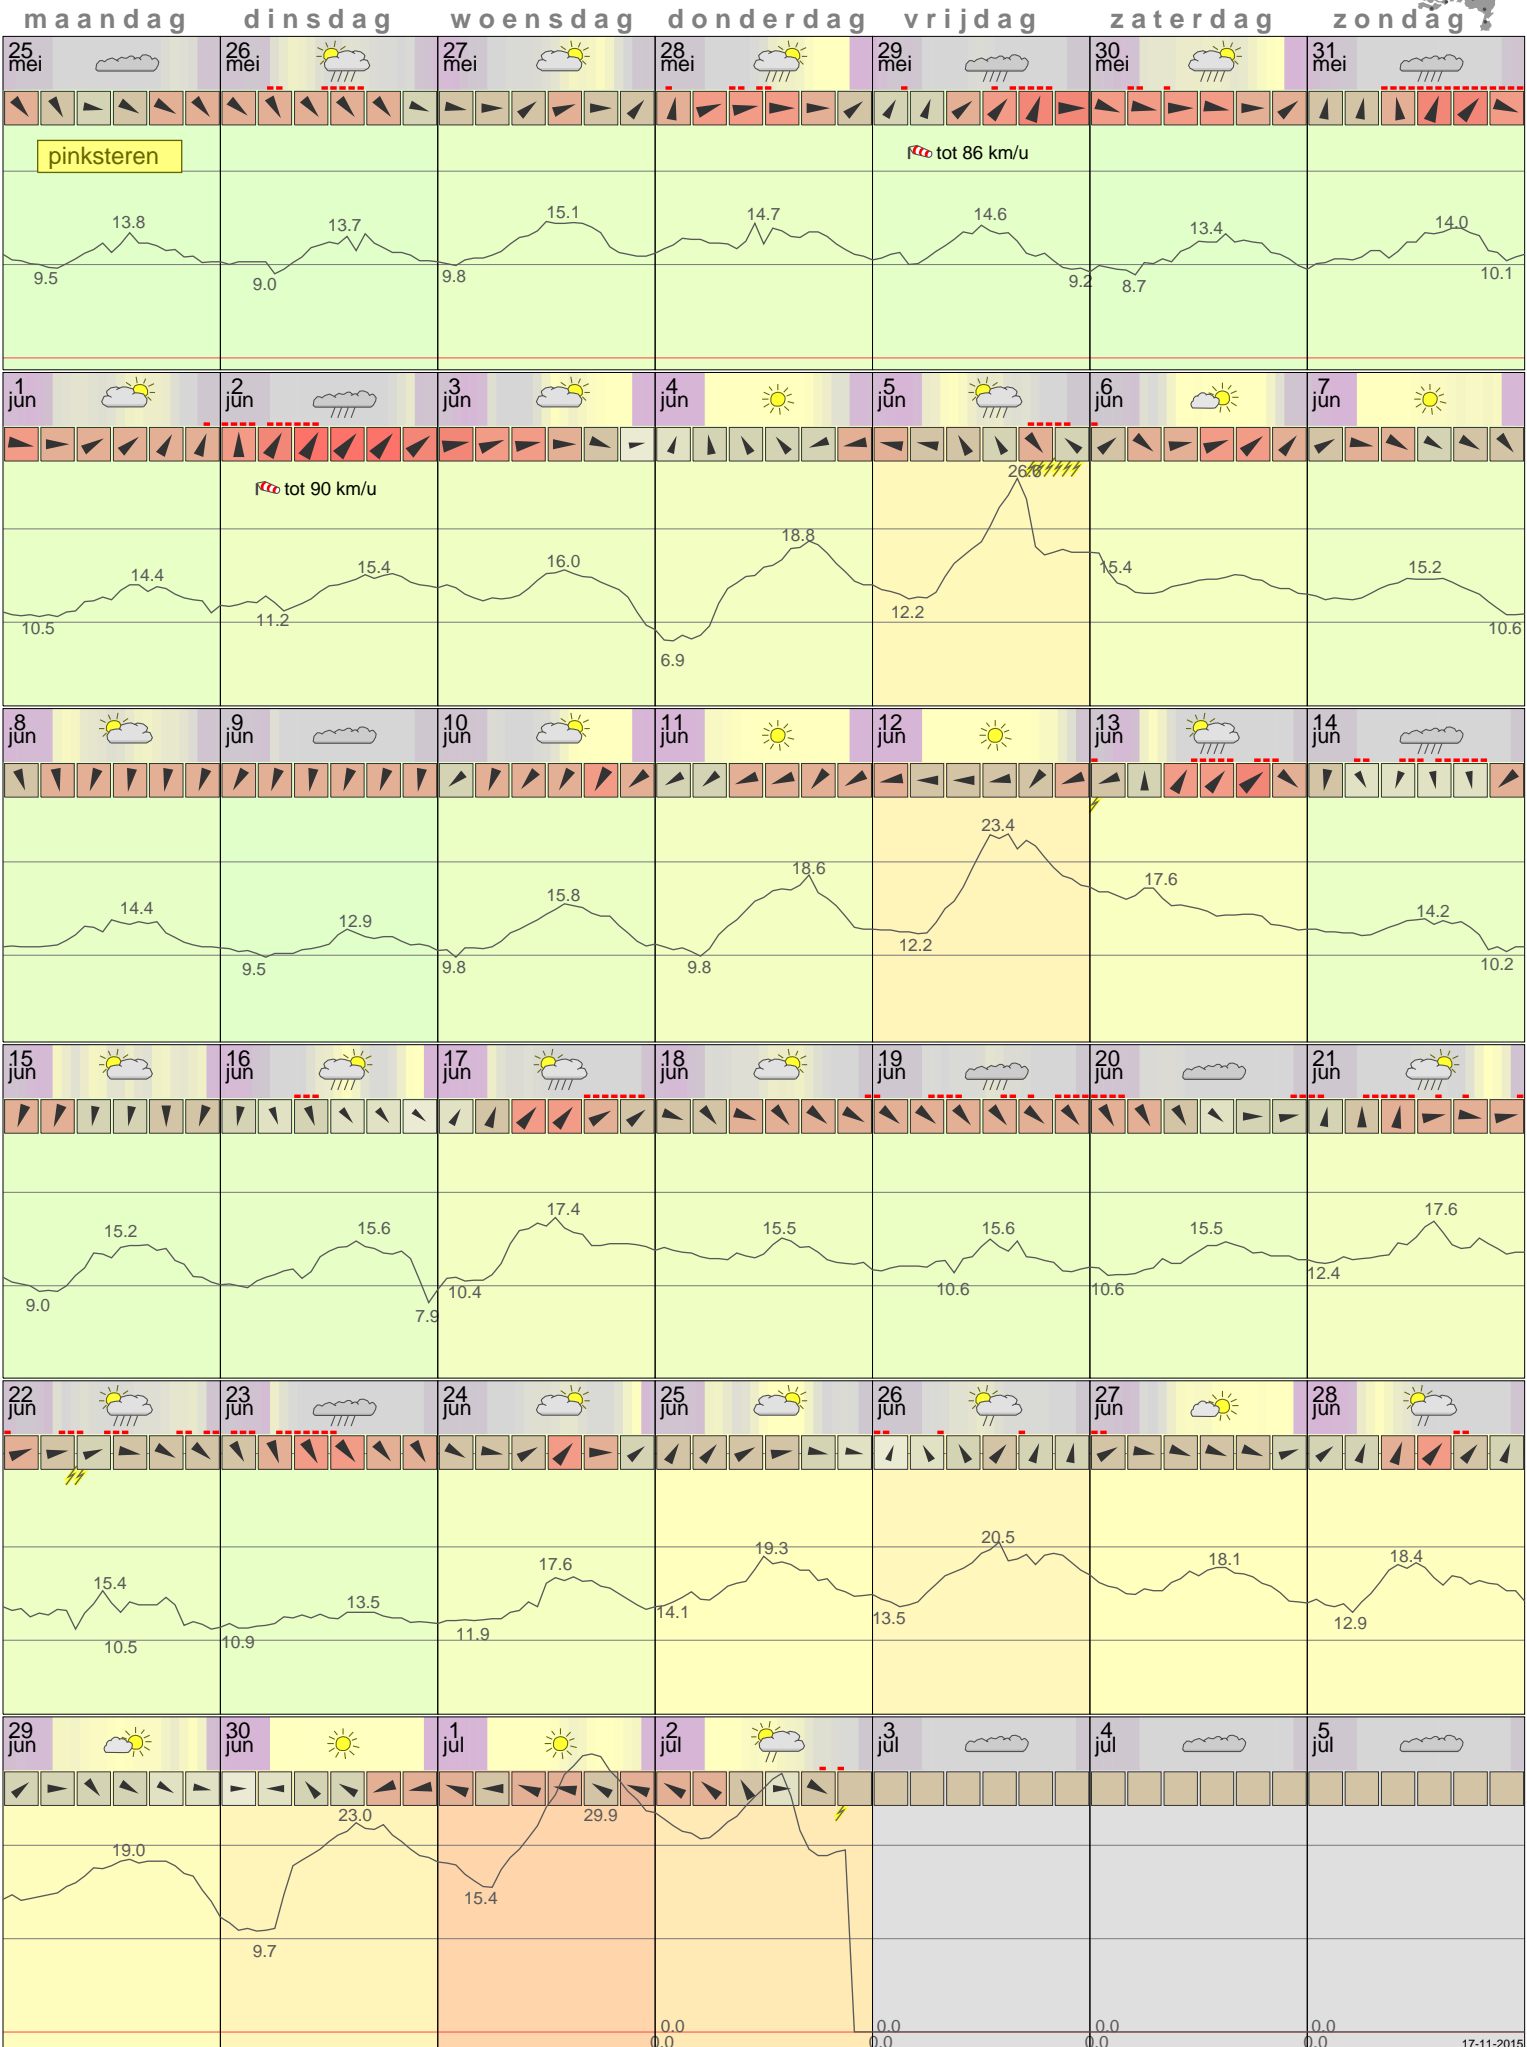 maandag dinsdag woensdag donderdag vrijdag zaterdag zondag
25 26 27 28 29 30 31
mei mei mei mei mei mei mei
pinksteren tot 86 km/u
13.8 13.7 15.1 14.7 14.6 13.4 14.0
9.5 9.0 9.8 9.2 8.7 10.1
1 2 3 4 5 6 7
jun jun jun jun jun jun jun
26.6
tot 90 km/u
14.4 15.4 16.0 18.8 15.4 15.2
10.5 11.2 6.9 12.2 10.6
8 9 10 11 12 13 14
jun jun jun jun jun jun jun
14.4 12.9 15.8 18.6 23.4 17.6 14.2
9.5 9.8 9.8 12.2 10.2
15 16 17 18 19 20 21
jun jun jun jun jun jun jun
15.2 15.6 17.4 15.5 15.6 15.5 17.6
9.0 7.9 10.4 10.6 10.6 12.4
22 23 24 25 26 27 28
jun jun jun jun jun jun jun
15.4 13.5 17.6 19.3 20.5 18.1 18.4
10.5 10.9 11.9 14.1 13.5 12.9
29 30 1 2 3 4 5
jun jun jul jul jul jul jul
19.0 23.0 29.9
9.7 15.4
0.0 0.0 0.0 0.0
0.0 0.0 0.0 0.0 17-11-2015